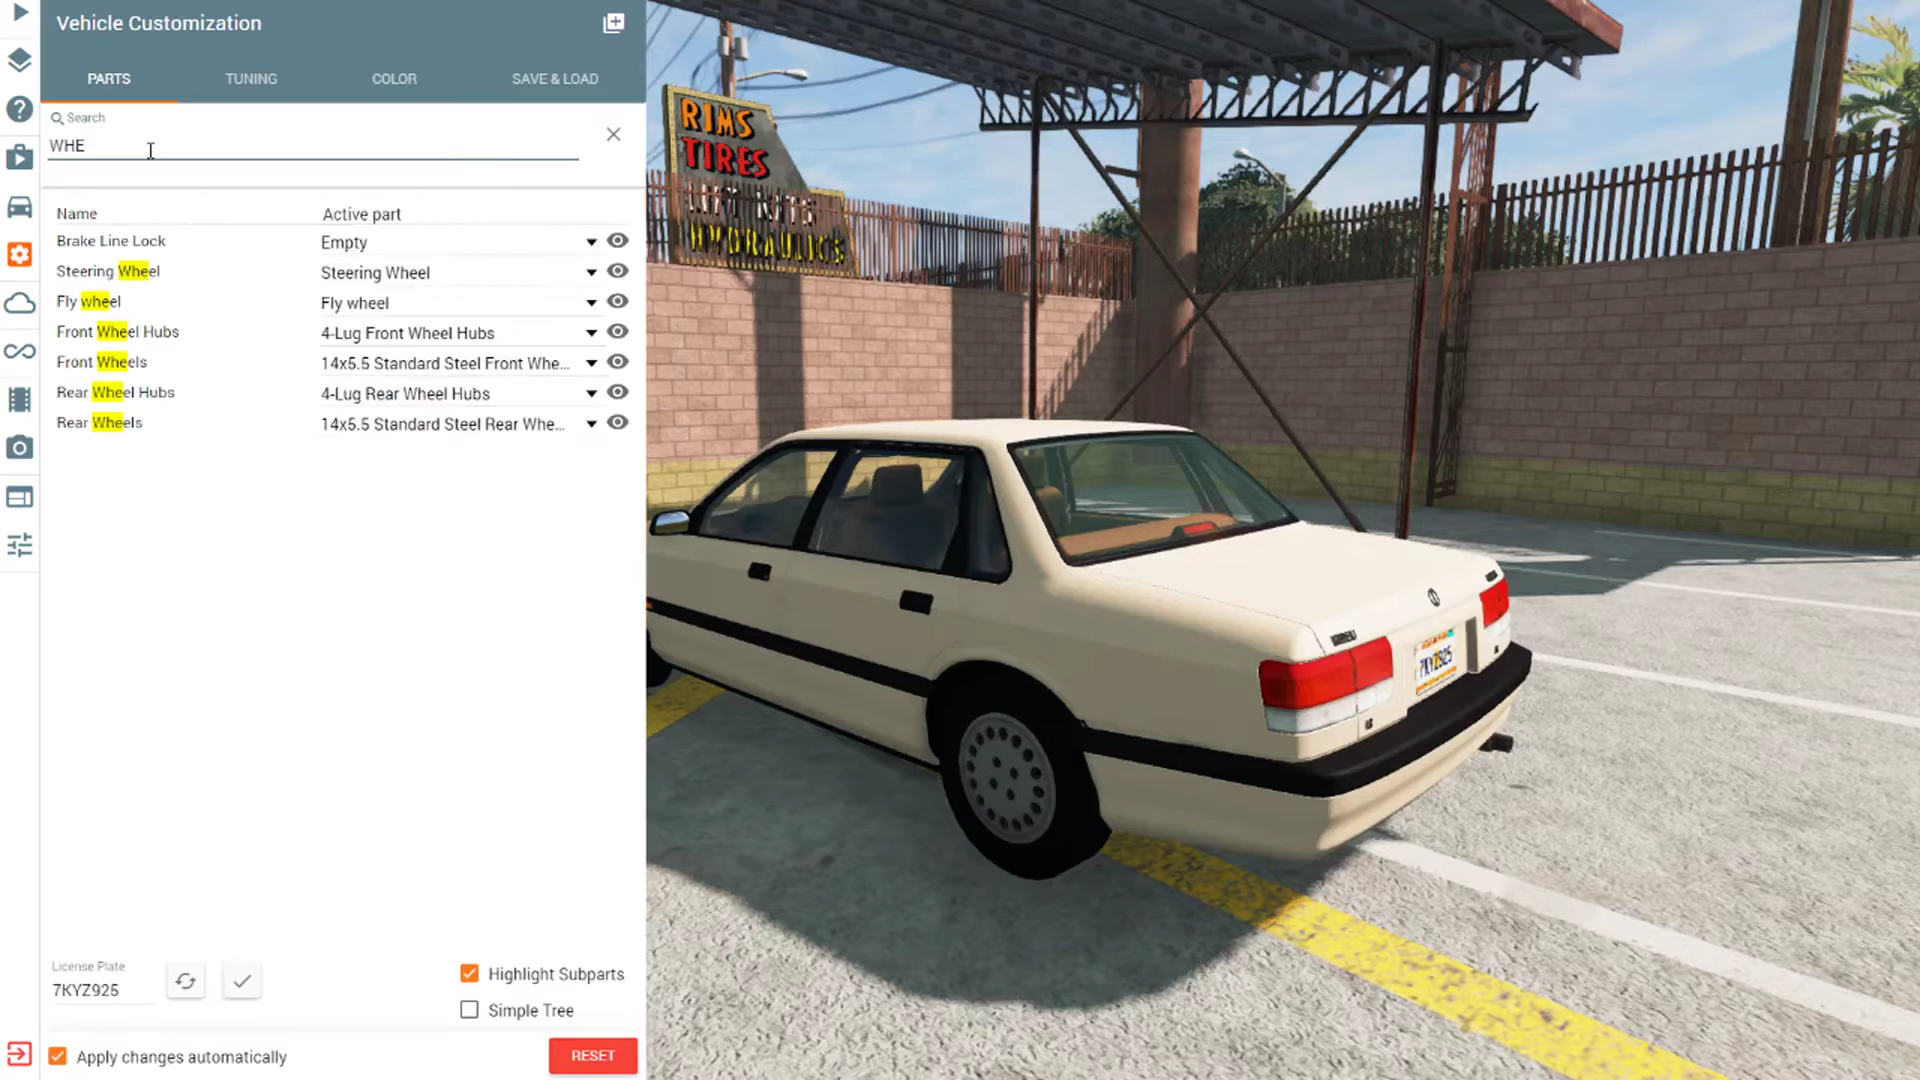 Vehicle Customization
PARTS
TUNING
COLOR
SAVE & LOAD
Search
WHE
Name
Active part
Brake Line Lock
Empty
Steering Wheel
Steering Wheel
Fly wheel
Fly wheel
Front Wheel Hubs
4-Lug Front Wheel Hubs
Front Wheels
14x5.5 Standard Steel Front Whe...
Rear Wheel Hubs
4-Lug Rear Wheel Hubs
Rear Wheels
14x5.5 Standard Steel Rear Whe...
License Plate
7KYZ925
Highlight Subparts
Simple Tree
Apply changes automatically
RESET
RIMS
TIRES
HYDRAULICS
7KYZ925